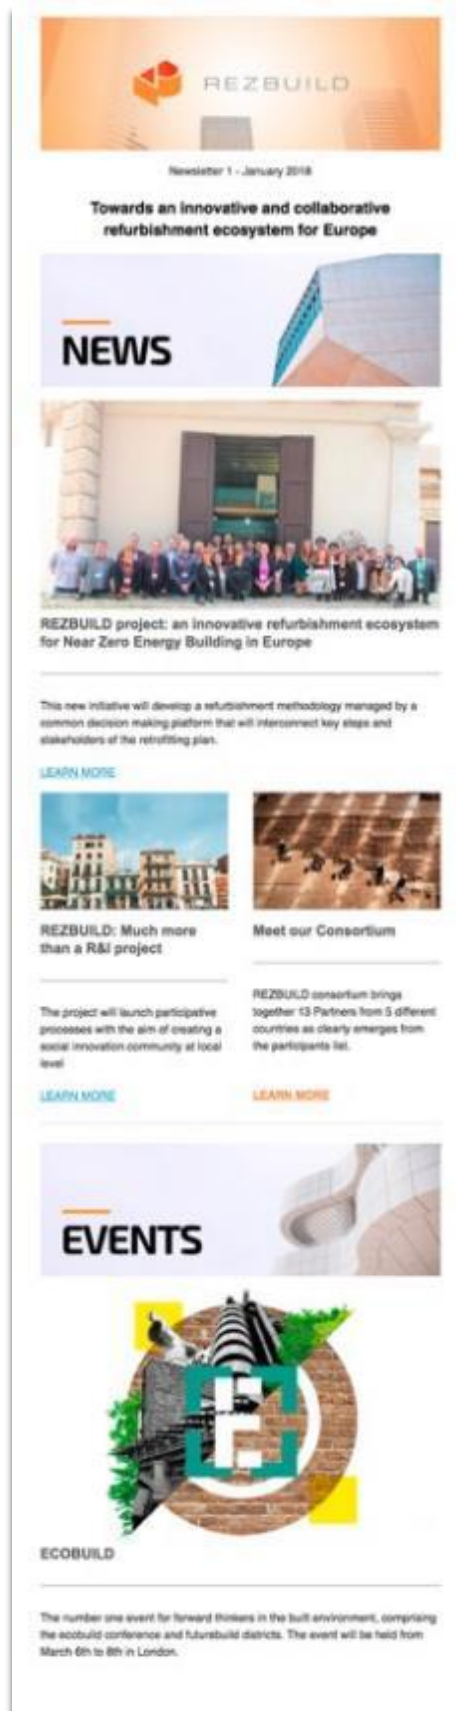 REZBUILD
Newsletter 1 - January 2018
Towards an innovative and collaborative
refurbishment ecosystem for Europe
NEWS
REZBUILD project: an innovative refurbishment ecosystem
for Near Zero Energy Building in Europe
This new initiative will develop a refurbishment methodology managed by a
common decision making platform that will interconnect key steps and
stakeholders of the retrofitting plan.
LEARN MORE
REZBUILD: Much more
than a R&I project
The project will launch participative
processes with the aim of creating a
social innovation community at local
level
LEARN MORE
Meet our Consortium
REZBUILD consortium brings
together 13 Partners from 5 different
countries as clearly emerges from
the participants list.
LEARN MORE
EVENTS
E
ECOBUILD
The number one event for forward thinkers in the built environment, comprising
the ecobuild conference and futurebuild districts. The event will be held from
March 6th to 8th in London.